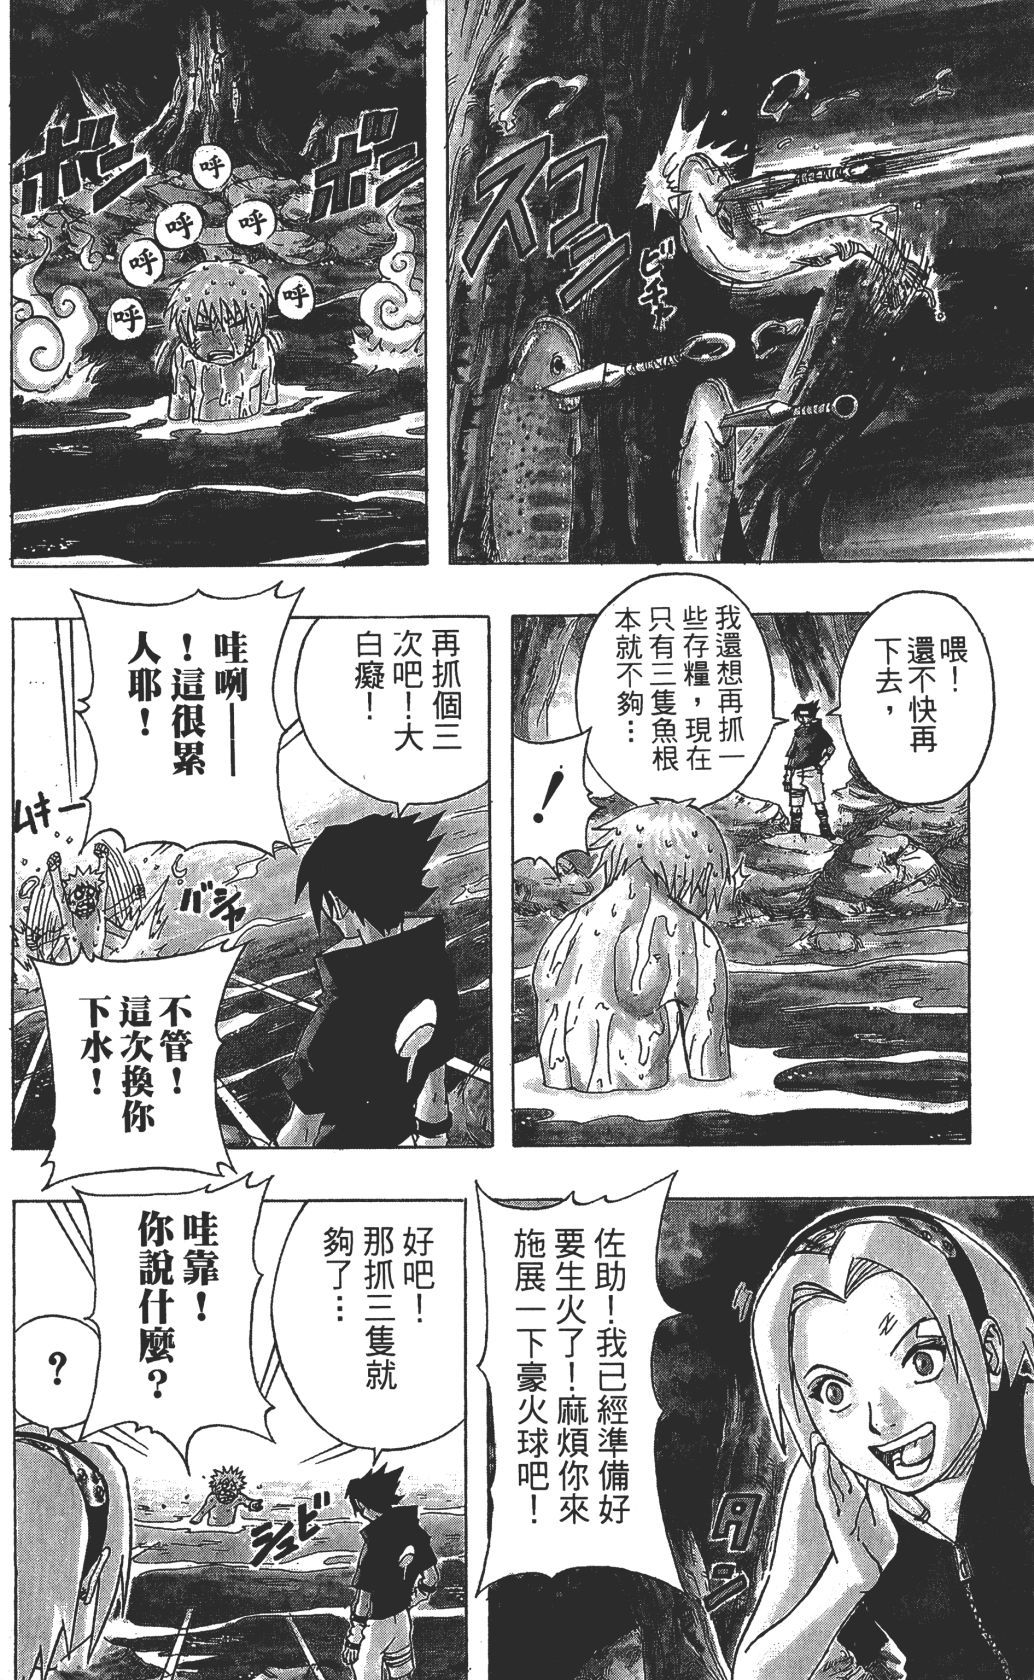 スコシ
ビチャ
ボン
ボン
呼
呼
呼
呼
呼
呼
喂！
還不快再
下去，
我還想再抓一
些存糧，現在
只有三隻魚根
本就不夠…
！
再抓個三
次吧！大
白癡！
哇咧——
！這很累
人耶！
ムキー
バシャ
不管！
這次換你
下水！
佐助！我已經準備好
要生火了！麻煩你來
施展一下豪火球吧！
好吧！
那抓三隻就
夠了…
哇靠！
你說什麼？
？